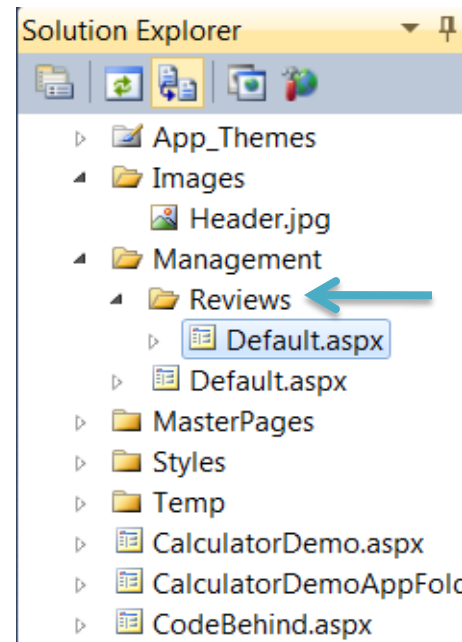 Solution Explorer
App_Themes
Images
Header.jpg
Management
Reviews
Default.aspx
Default.aspx
MasterPages
Styles
Temp
CalculatorDemo.aspx
CalculatorDemoAppFold
CodeBehind.aspx